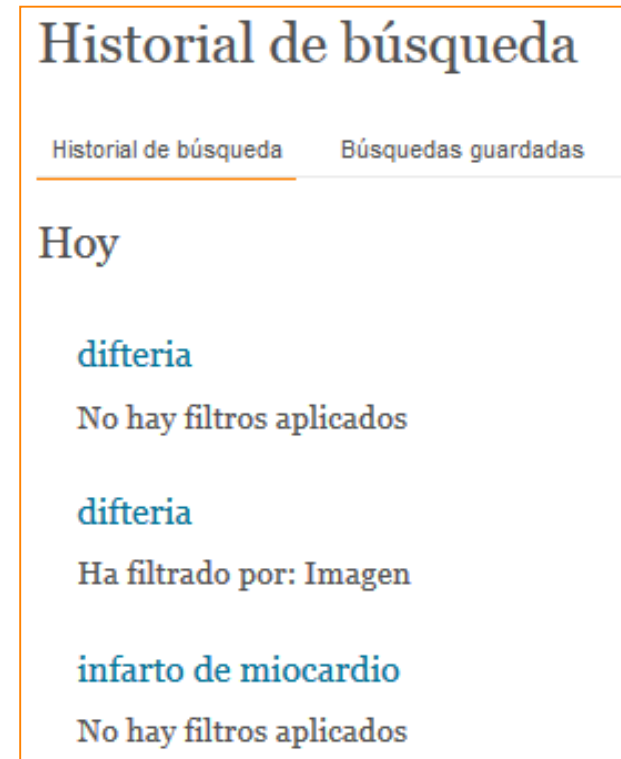 Historial de búsqueda
Historial de búsqueda Búsquedas guardadas
Hoy
difteria
No hay filtros aplicados
difteria
Ha filtrado por: Imagen
infarto de miocardio
No hay filtros aplicados